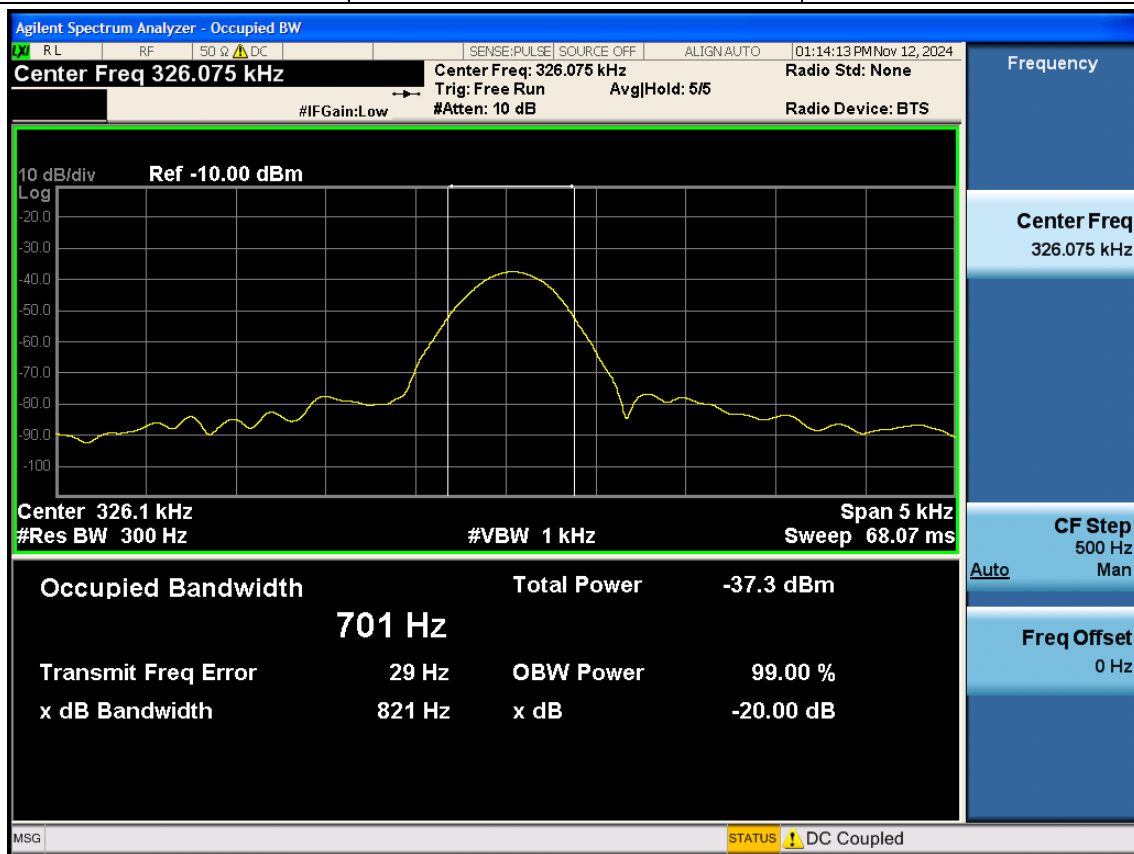 Agilent Spectrum Analyzer - Occupied BW
LXI RL RF 50 Ω ⚠ DC SENSE:PULSE SOURCE OFF ALIGN AUTO 01:14:13 PM Nov 12, 2024
Center Freq 326.075 kHz
Center Freq: 326.075 kHz
Radio Std: None
Trig: Free Run
Avg|Hold: 5/5
#IFGain:Low
#Atten: 10 dB
Radio Device: BTS
10 dB/div
Ref -10.00 dBm
Log
-20.0
-30.0
-40.0
-50.0
-60.0
-70.0
-80.0
-90.0
-100
Center 326.1 kHz
Span 5 kHz
#Res BW 300 Hz
#VBW 1 kHz
Sweep 68.07 ms
Occupied Bandwidth
Total Power -37.3 dBm
701 Hz
Transmit Freq Error 29 Hz
OBW Power 99.00 %
x dB Bandwidth 821 Hz
x dB -20.00 dB
Frequency
Center Freq
326.075 kHz
CF Step
500 Hz
Auto Man
Freq Offset
0 Hz
MSG
STATUS
DC Coupled